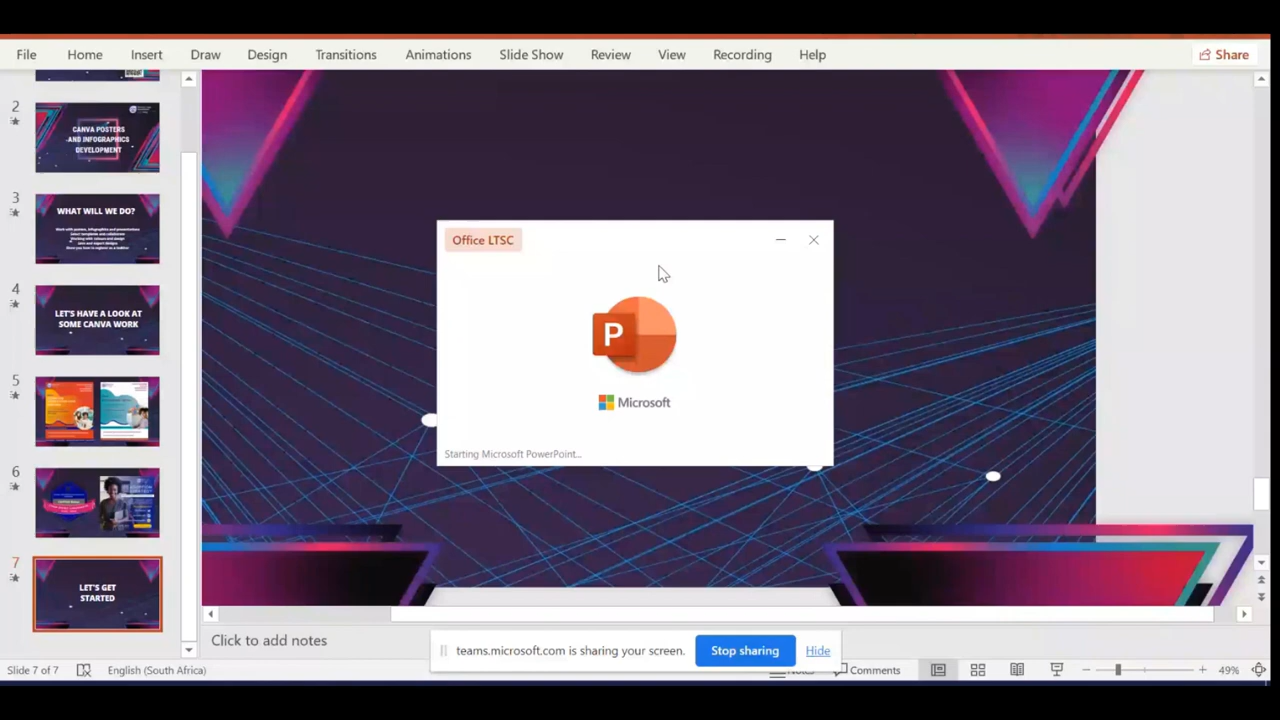 File Home Insert Draw Design Transitions Animations Slide Show Review View Recording Help Share
2
CANVA POSTERS
AND INFOGRAPHICS
DEVELOPMENT
3
WHAT WILL WE DO?
4
LET'S HAVE A LOOK AT
SOME CANVA WORK
5
6
7
LET'S GET
STARTED
Office LTSC
P
Microsoft
Starting Microsoft PowerPoint...
Click to add notes
teams.microsoft.com is sharing your screen. Stop sharing Hide
Slide 7 of 7 English (South Africa) Comments 49%